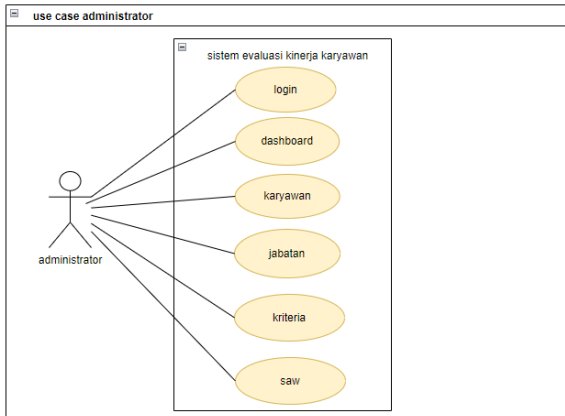 use case administrator
sistem evaluasi kinerja karyawan
login
dashboard
karyawan
jabatan
kriteria
saw
administrator